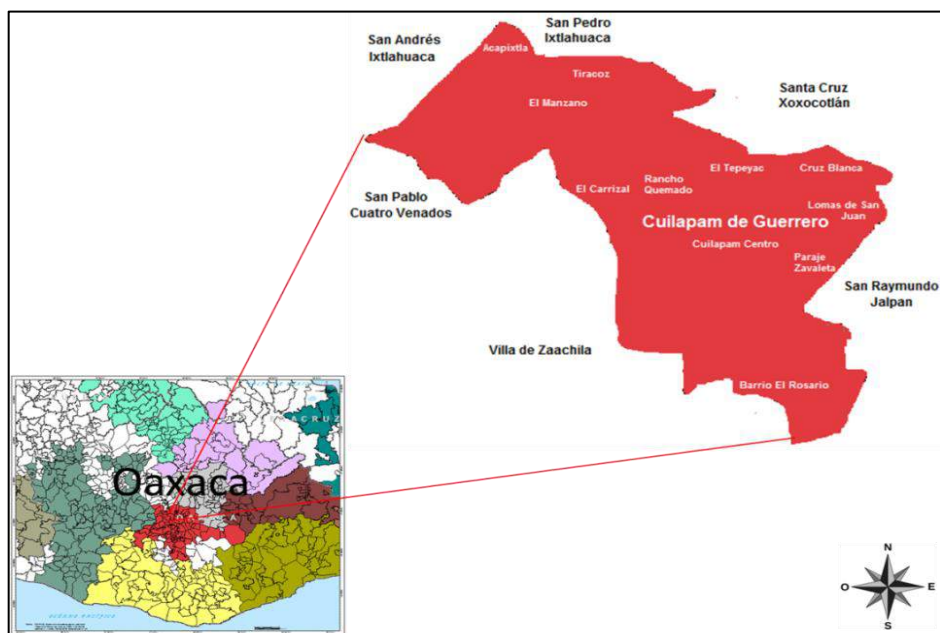 San Pedro
Ixtlahuaca
San Andrés
Ixtlahuaca
Acapixtla
Tiracoz
Santa Cruz
Xoxocotlán
El Manzano
El Tepeyac
Cruz Blanca
Rancho
Quemado
El Carrizal
San Pablo
Cuatro Venados
Lomas de San
Juan
Cuilapam de Guerrero
Cuilapam Centro
Paraje
Zavaleta
San Raymundo
Jalpan
Villa de Zaachila
Barrio El Rosario
Oaxaca
N
O
E
S